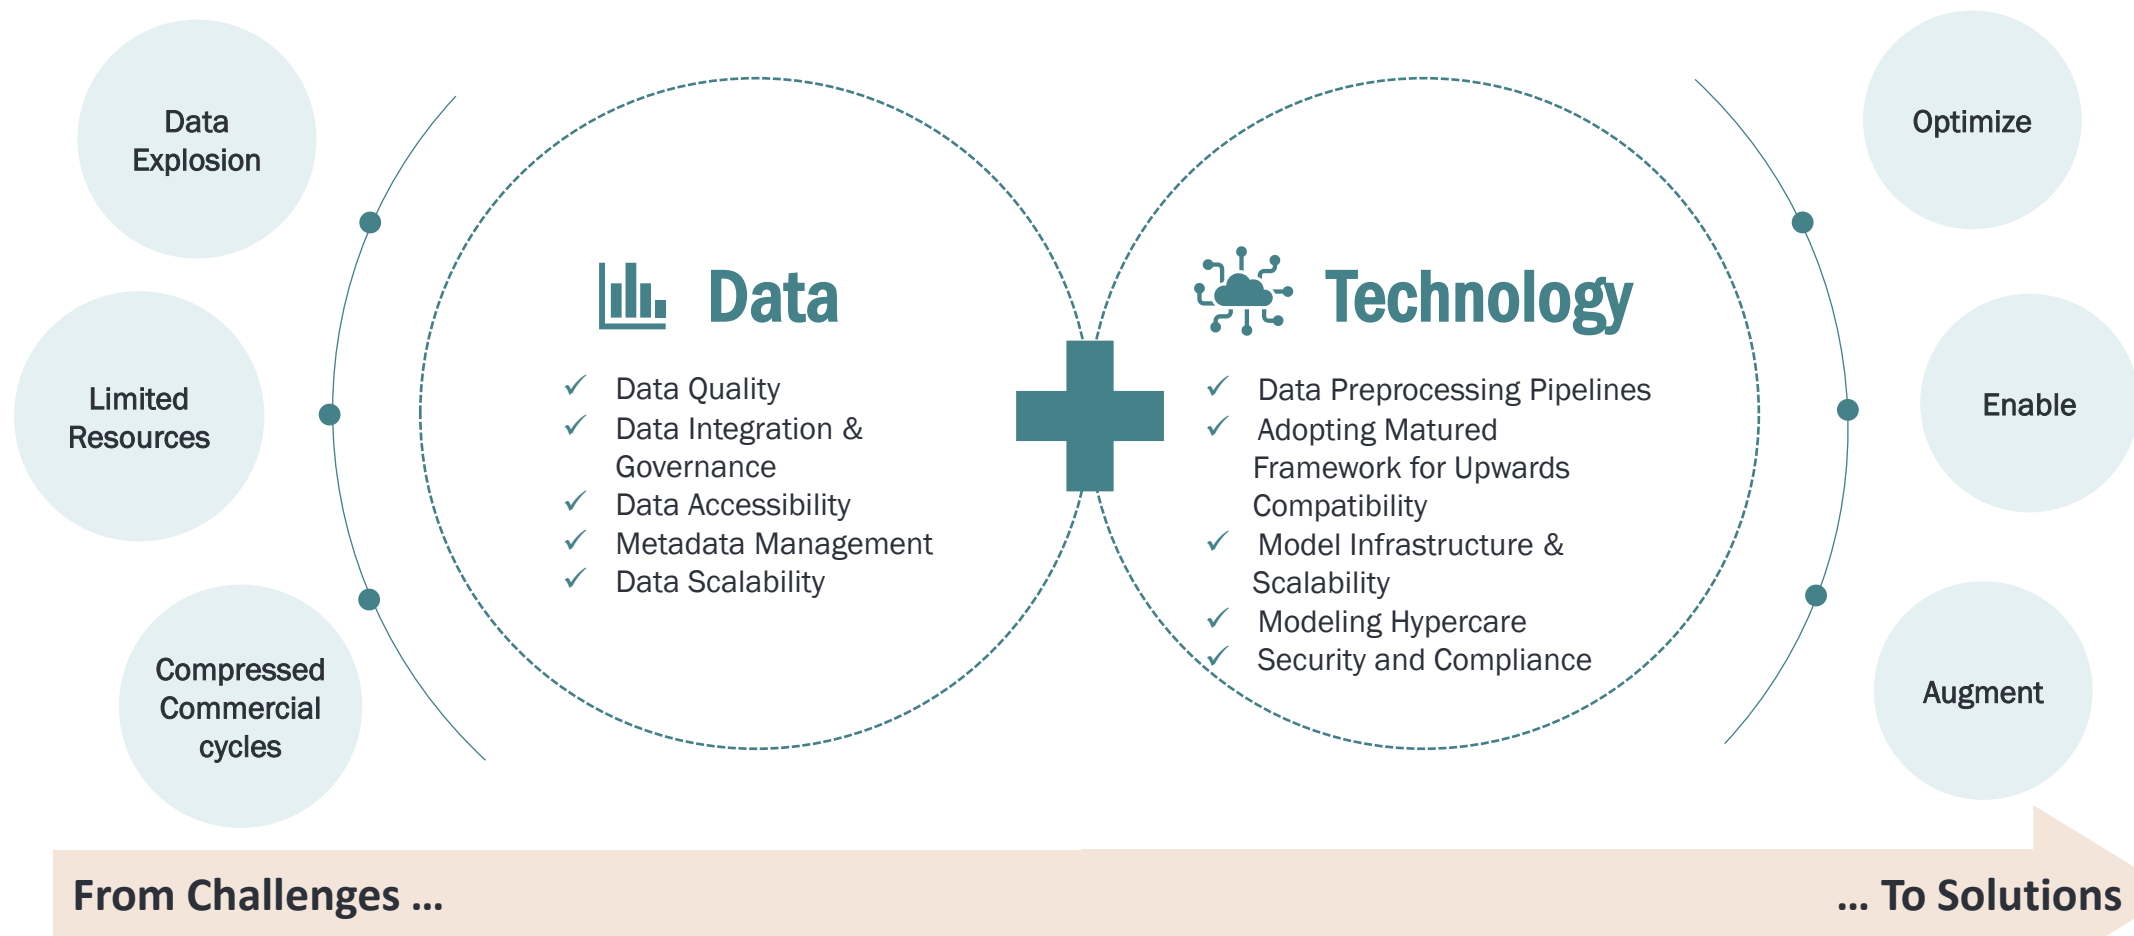 Data
Explosion
Limited
Resources
Compressed
Commercial
cycles
Data
✓ Data Quality
✓ Data Integration &
Governance
✓ Data Accessibility
✓ Metadata Management
✓ Data Scalability
Technology
✓ Data Preprocessing Pipelines
✓ Adopting Matured
Framework for Upwards
Compatibility
✓ Model Infrastructure &
Scalability
✓ Modeling Hypercare
✓ Security and Compliance
Optimize
Enable
Augment
From Challenges ...
... To Solutions